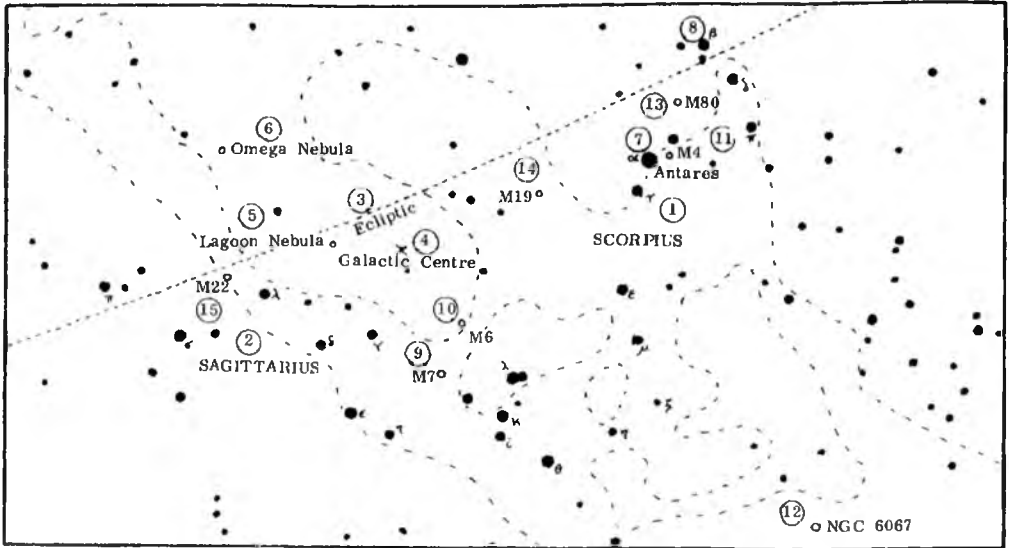 8 β
δ
13 M80
6
Omega Nebula
7
11 π
α M4
Antares
14
M19
3
Ecliptic
τ
1
5
Lagoon Nebula
4
Galactic Centre
SCORPIUS
M22
π
λ
ε
15
10
M6
2
σ
δ
γ
μ
SAGITTARIUS
9
M7
λ
ε
κ
η
ι
θ
12
NGC 6067